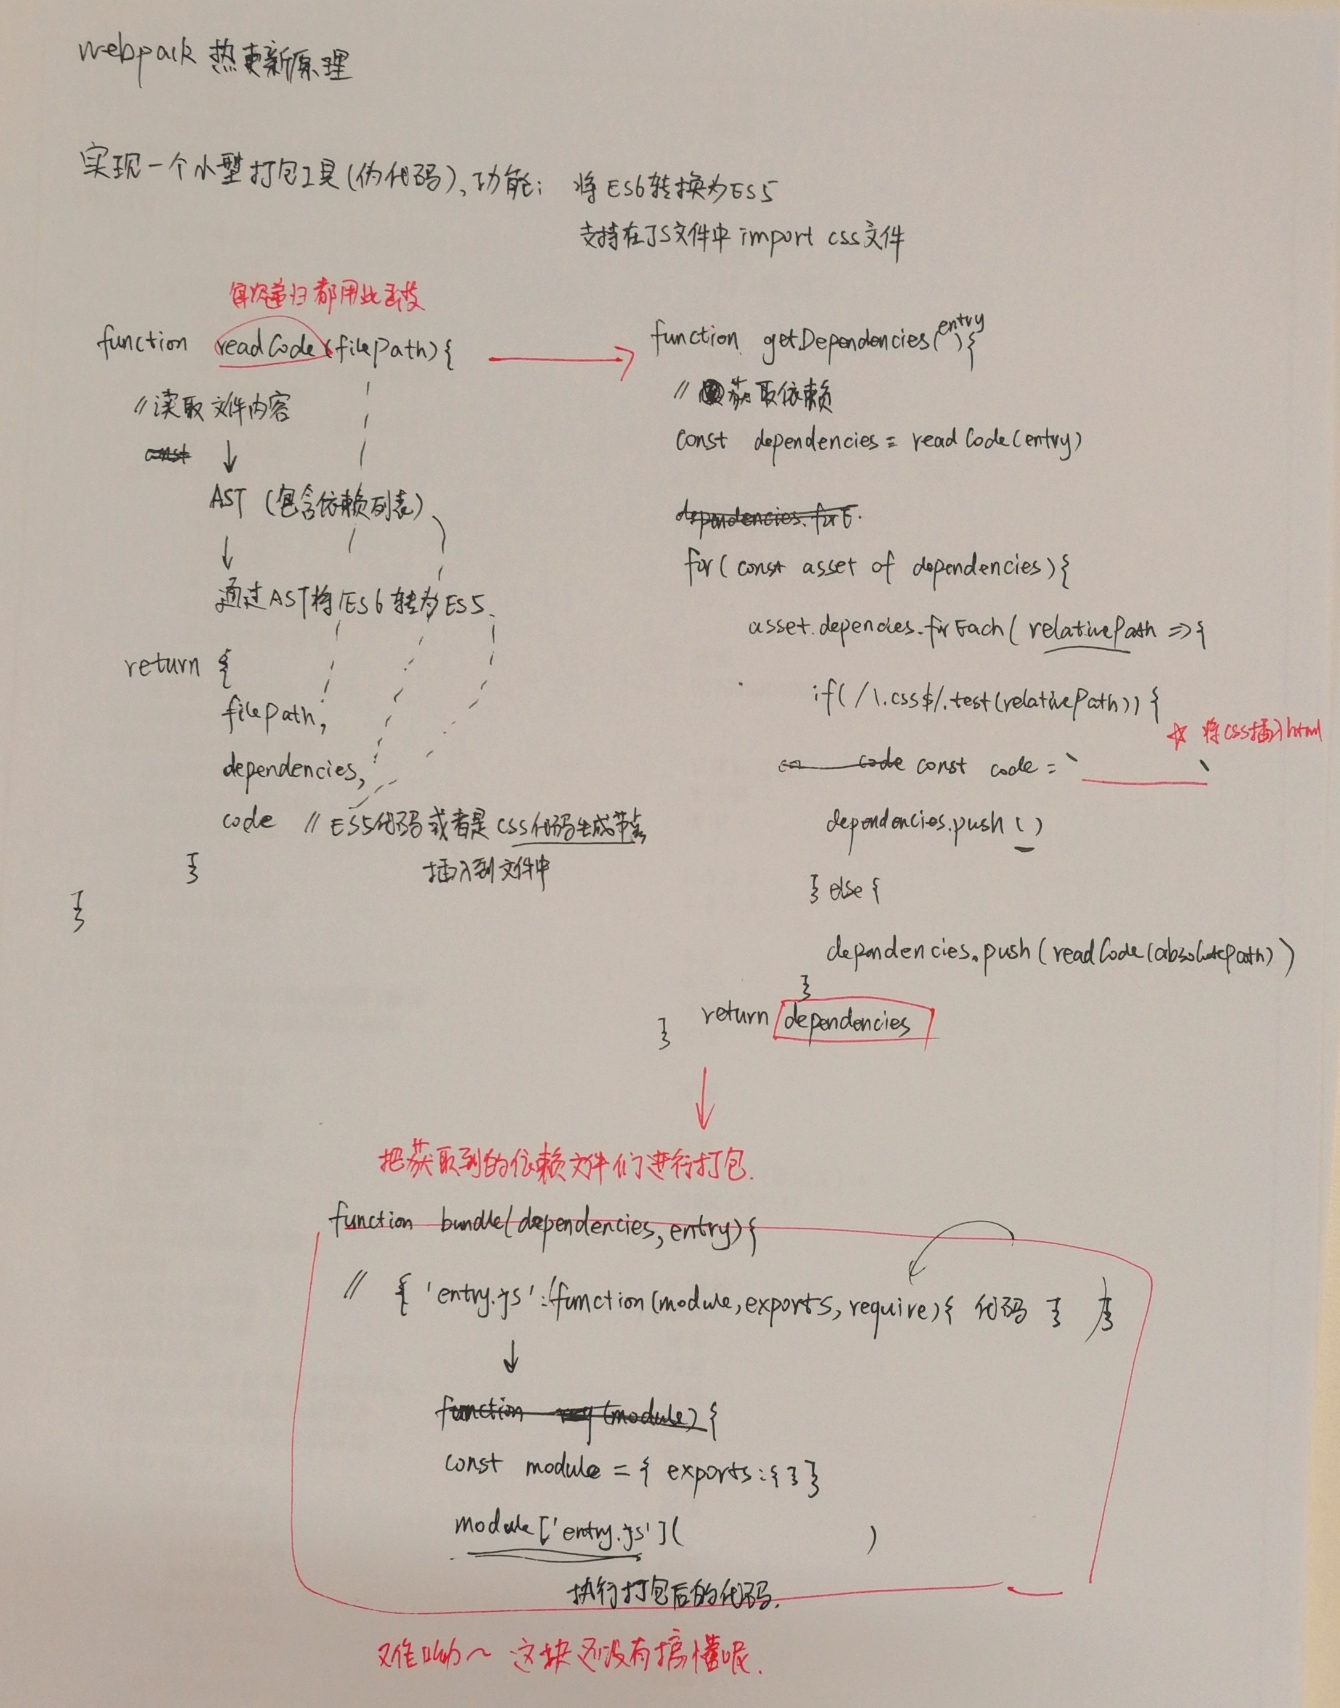 webpack 热更新原理
实现一个小型打包工具(伪代码)、功能: 将ES6转换为ES5
支持在JS文件中 import css文件
每次递归都用此函数
function readCode(filePath){
//读取文件内容
const
↓
AST (包含依赖列表)
↓
通过AST将ES6转为ES5
return {
filePath,
dependencies,
code // ES5代码或者是css代码生成节点
插入到文件中
}
}
function getDependencies(entry){
// 获取依赖
const dependencies = readCode(entry)
dependencies.forE.
for( const asset of dependencies){
asset.depencies.forEach( relativePath => {
if( /\.css$/.test(relativePath)) {
☆ 将css插入html
code const code = ` `
dependencies.push ( )
} else {
dependencies.push(readCode(absolutePath))
}
return dependencies
}
把获取到的依赖文件们进行打包.
function bundle(dependencies, entry){
// { 'entry.js': function(module, exports, require){ 代码 } }
↓
function (module) {
const module = { exports: { } }
module['entry.js']( )
执行打包后的代码.
难呦~ 这块还没有搞懂呢.